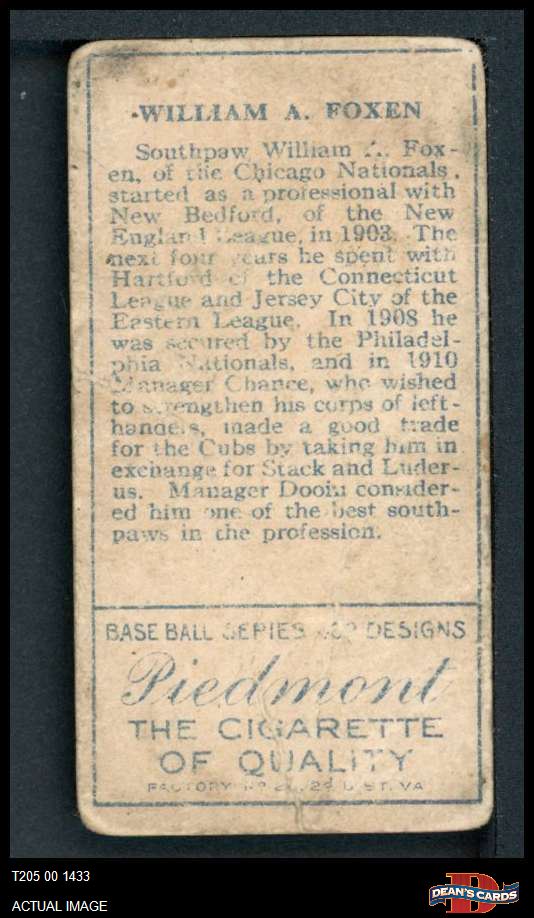 WILLIAM A. FOXEN
Southpaw William A. Fox-
en, of the Chicago Nationals,
started as a professional with
New Bedford, of the New
England League, in 1903. The
next four years he spent with
Hartford of the Connecticut
League and Jersey City of the
Eastern League. In 1908 he
was secured by the Philadel-
phia Nationals, and in 1910
Manager Chance, who wished
to strengthen his corps of left-
handers, made a good trade
for the Cubs by taking him in
exchange for Stack and Luder-
us. Manager Dooin consider-
ed him one of the best south-
paws in the profession.
BASE BALL SERIES DESIGNS
Piedmont
THE CIGARETTE
OF QUALITY
FACTORY No 2 DIST. VA
T205 00 1433
ACTUAL IMAGE
D
DEAN'S CARDS